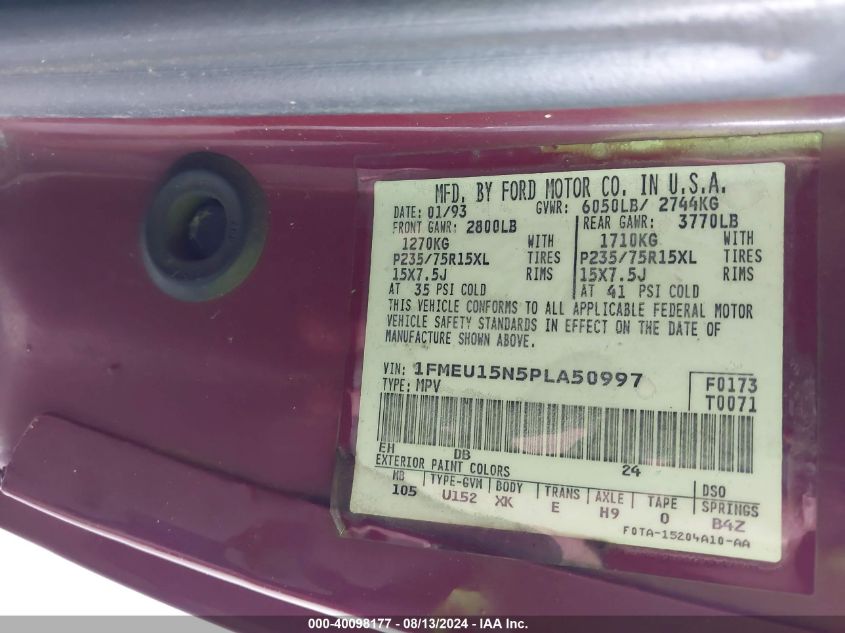 MFD. BY FORD MOTOR CO. IN U.S.A.
DATE: 01/93 GVWR: 6050LB/ 2744KG
FRONT GAWR: 2800LB REAR GAWR: 3770LB
1270KG WITH 1710KG WITH
P235/75R15XL TIRES P235/75R15XL TIRES
15X7.5J RIMS 15X7.5J RIMS
AT 35 PSI COLD AT 41 PSI COLD
THIS VEHICLE CONFORMS TO ALL APPLICABLE FEDERAL MOTOR
VEHICLE SAFETY STANDARDS IN EFFECT ON THE DATE OF
MANUFACTURE SHOWN ABOVE.
VIN: 1FMEU15N5PLA50997 F0173
TYPE: MPV T0071
EH DB 24
EXTERIOR PAINT COLORS DSO
WB TYPE-GVM BODY TRANS AXLE TAPE SPRINGS
105 U152 XK E H9 0 B4Z
F0TA-15204A10-AA
000-40098177 - 08/13/2024 - IAA Inc.